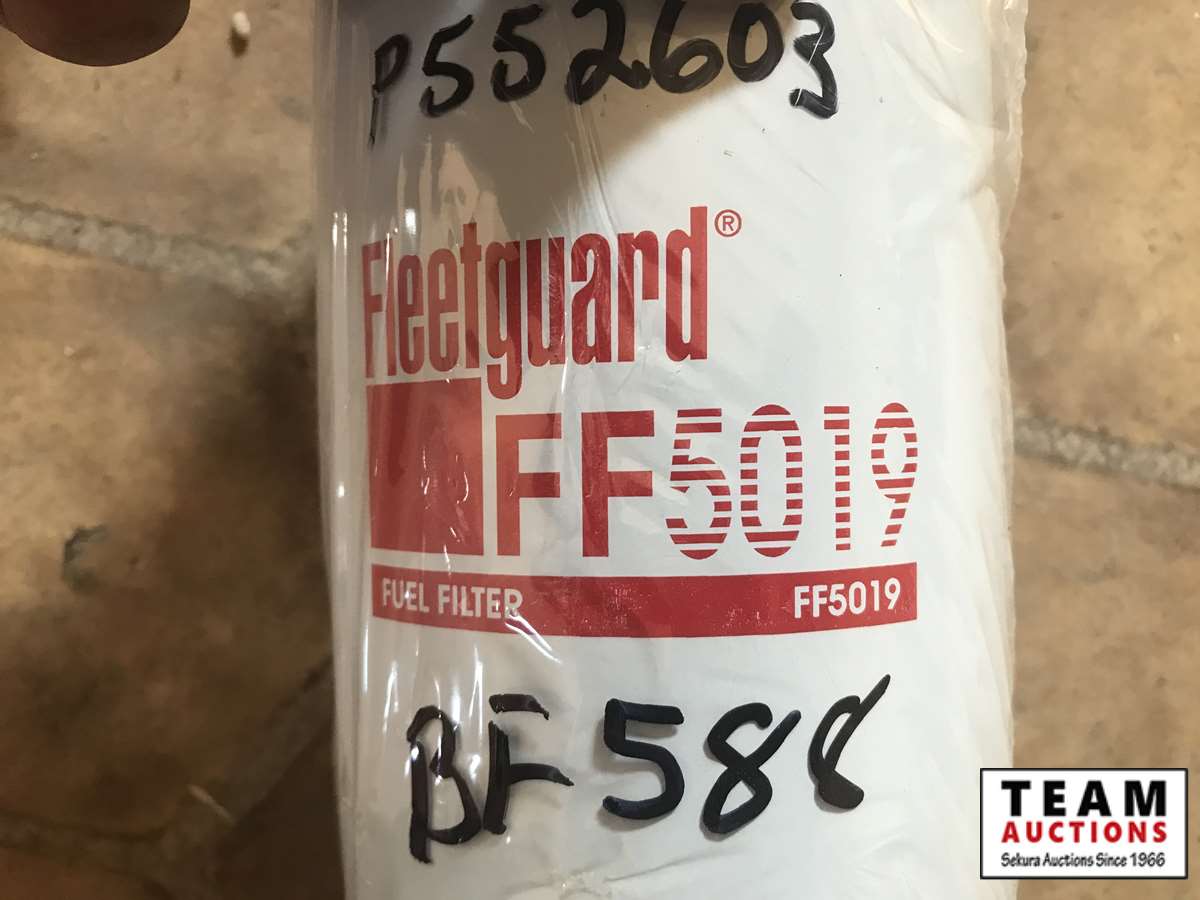 P552603
Fleetguard®
FF5019
FUEL FILTER FF5019
BF588
TEAM
AUCTIONS
Sekura Auctions Since 1966